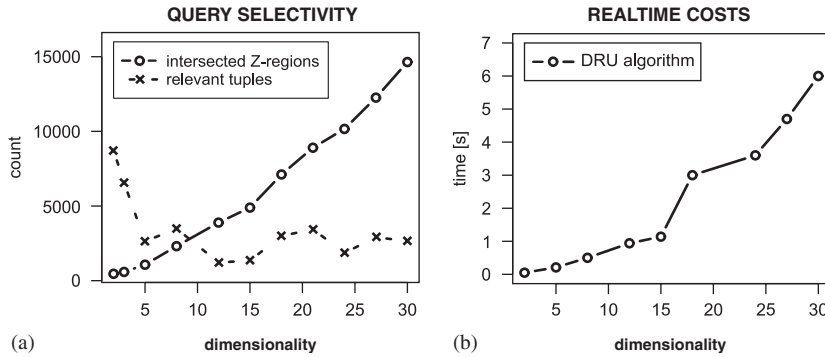 QUERY SELECTIVITY
15000
10000
5000
0
count
intersected Z-regions
relevant tuples
5
10
15
20
25
30
(a)
dimensionality
REALTIME COSTS
7
6
5
4
3
2
1
0
time [s]
DRU algorithm
5
10
15
20
25
30
(b)
dimensionality